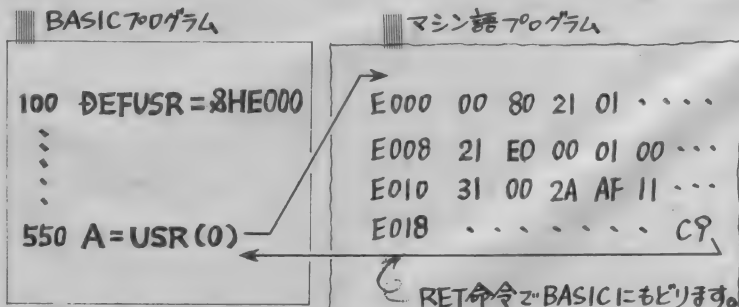 BASICプログラム
100 DEFUSR=&HE000
550 A=USR(0)
マシン語プログラム
E000 00 80 21 01 ‥‥
E008 21 E0 00 01 00 ‥・
E010 31 00 2A AF 11 ‥・
E018 ・・・・・・・ C9
RET命令でBASICにもどります。